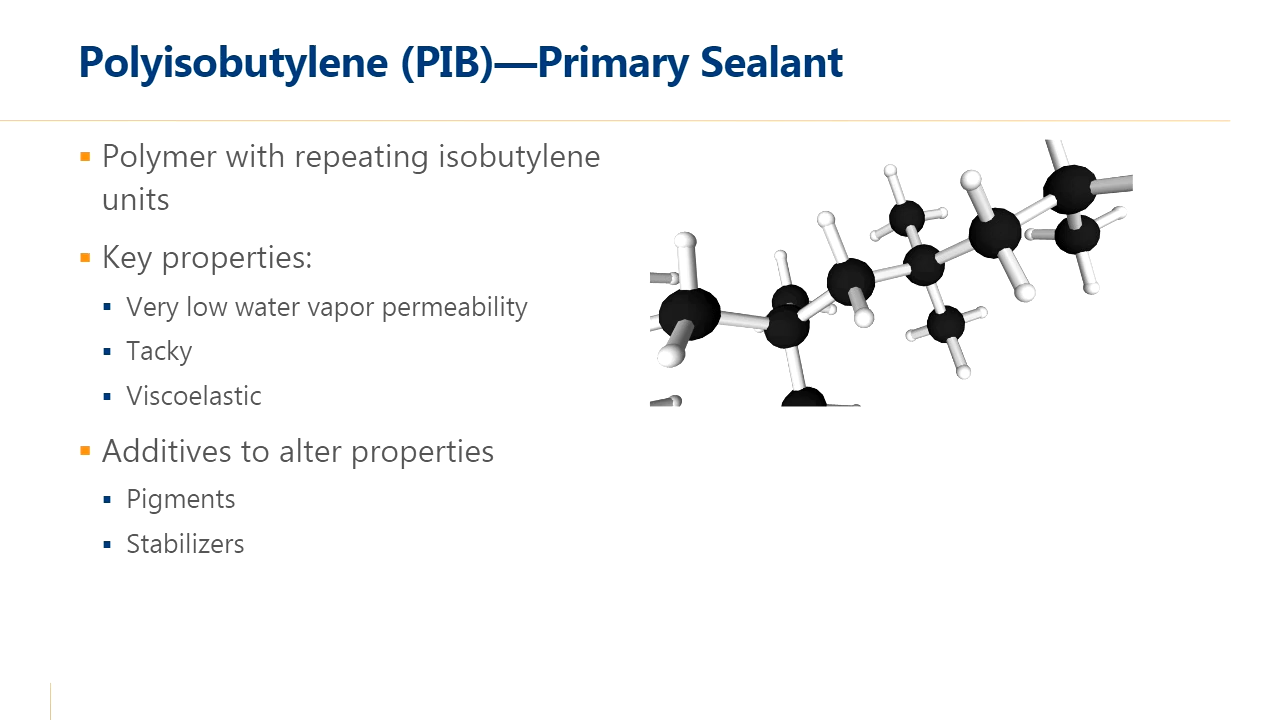 Polyisobutylene (PIB)—Primary Sealant
Polymer with repeating isobutylene
units
Key properties:
Very low water vapor permeability
Tacky
Viscoelastic
Additives to alter properties
Pigments
Stabilizers